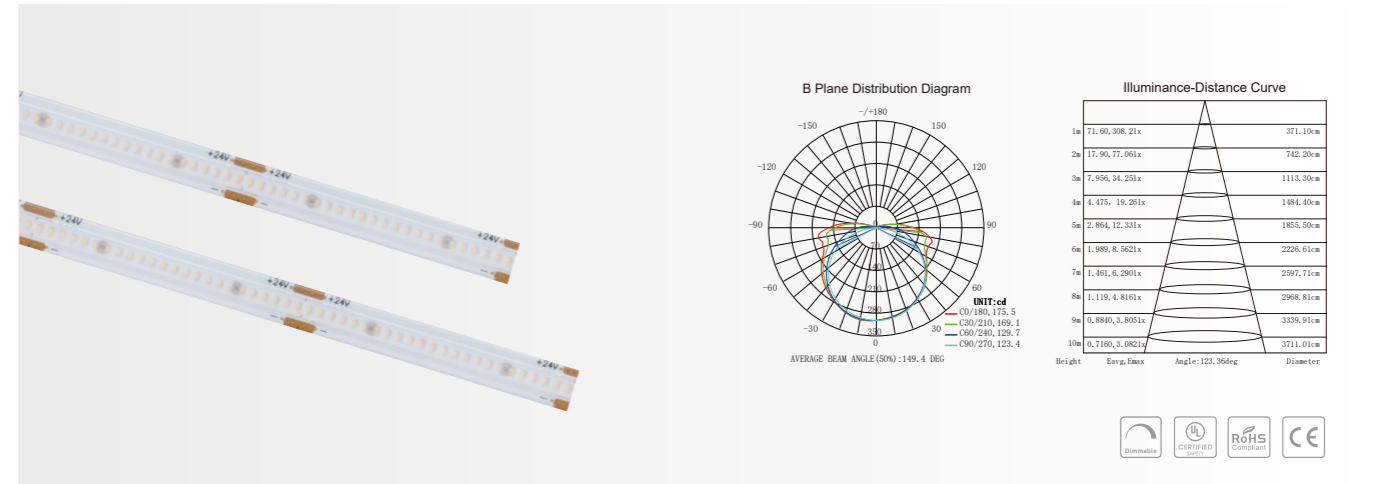 +24V
+24V
+24V
+24V
+24V
+24V
+24V
B Plane Distribution Diagram
-/+180
-150
150
-120
120
-90
90
-60
60
-30
30
0
0
70
140
210
280
350
UNIT:cd
C0/180,175.5
C30/210,169.1
C60/240,129.7
C90/270,123.4
AVERAGE BEAM ANGLE(50%):149.4 DEG
Illuminance-Distance Curve
1m 71.60,308.21x 371.10cm
2m 17.90,77.061x 742.20cm
3m 7.956,34.251x 1113.30cm
4m 4.475, 19.261x 1484.40cm
5m 2.864,12.331x 1855.50cm
6m 1.989,8.5621x 2226.61cm
7m 1.461,6.2901x 2597.71cm
8m 1.119,4.8161x 2968.81cm
9m 0.8840,3.8051x 3339.91cm
10m 0.7160,3.0821x 3711.01cm
Height Eavg,Emax Angle:123.36deg Diameter
Dimmable
UL
CERTIFIED
SAFETY
RoHS
Compliant
CE